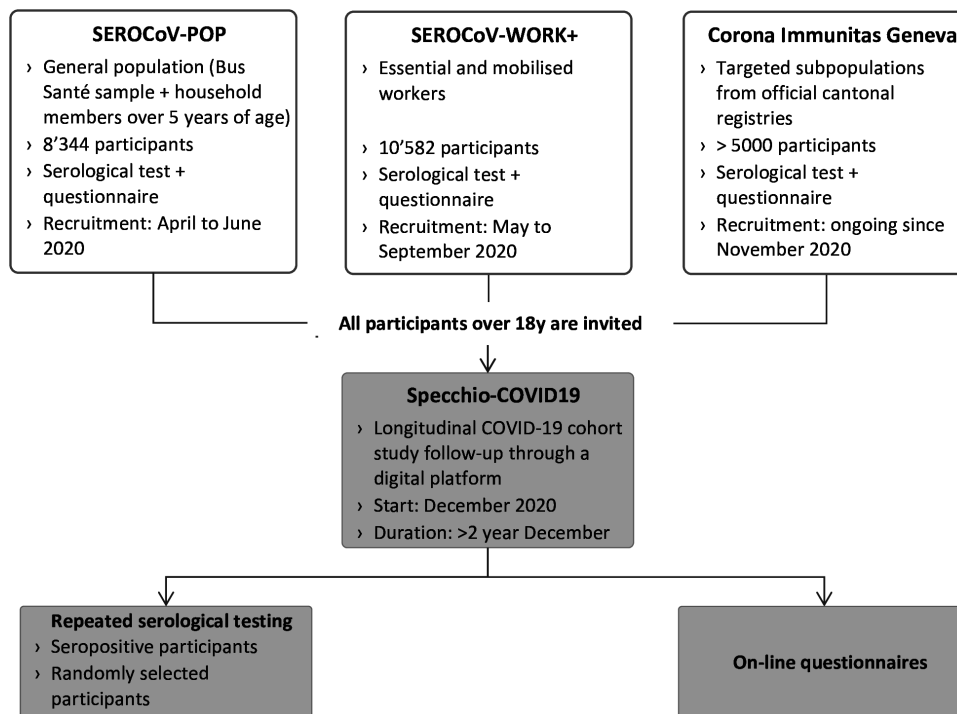 SEROCoV-POP
› General population (Bus
Santé sample + household
members over 5 years of age)
› 8'344 participants
› Serological test +
questionnaire
› Recruitment: April to June
2020
SEROCoV-WORK+
› Essential and mobilised
workers
› 10'582 participants
› Serological test +
questionnaire
› Recruitment: May to
September 2020
Corona Immunitas Geneva
› Targeted subpopulations
from official cantonal
registries
› > 5000 participants
› Serological test +
questionnaire
› Recruitment: ongoing since
November 2020
All participants over 18y are invited
Specchio-COVID19
› Longitudinal COVID-19 cohort
study follow-up through a
digital platform
› Start: December 2020
› Duration: >2 year December
Repeated serological testing
› Seropositive participants
› Randomly selected
participants
On-line questionnaires